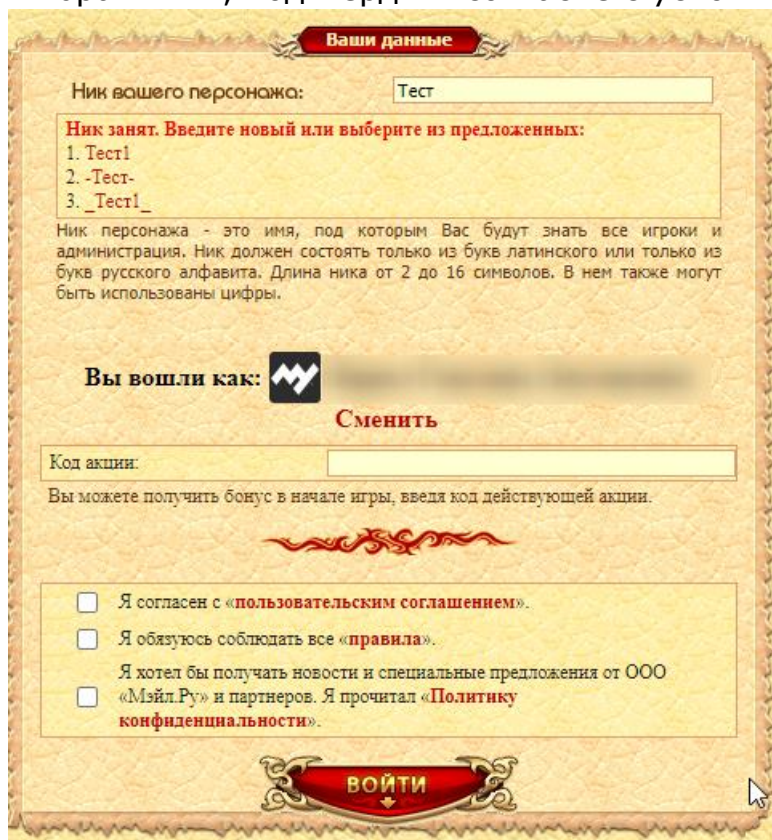 Ваши данные
Ник вашего персонажа: Тест
Ник занят. Введите новый или выберите из предложенных:
1. Тест1
2. -Тест-
3. _Тест1_
Ник персонажа - это имя, под которым Вас будут знать все игроки и
администрация. Ник должен состоять только из букв латинского или только из
букв русского алфавита. Длина ника от 2 до 16 символов. В нем также могут
быть использованы цифры.
Вы вошли как:
Сменить
Код акции:
Вы можете получить бонус в начале игры, введя код действующей акции.
Я согласен с «пользовательским соглашением».
Я обязуюсь соблюдать все «правила».
Я хотел бы получать новости и специальные предложения от ООО
«Мэйл.Ру» и партнеров. Я прочитал «Политику
конфиденциальности».
ВОЙТИ